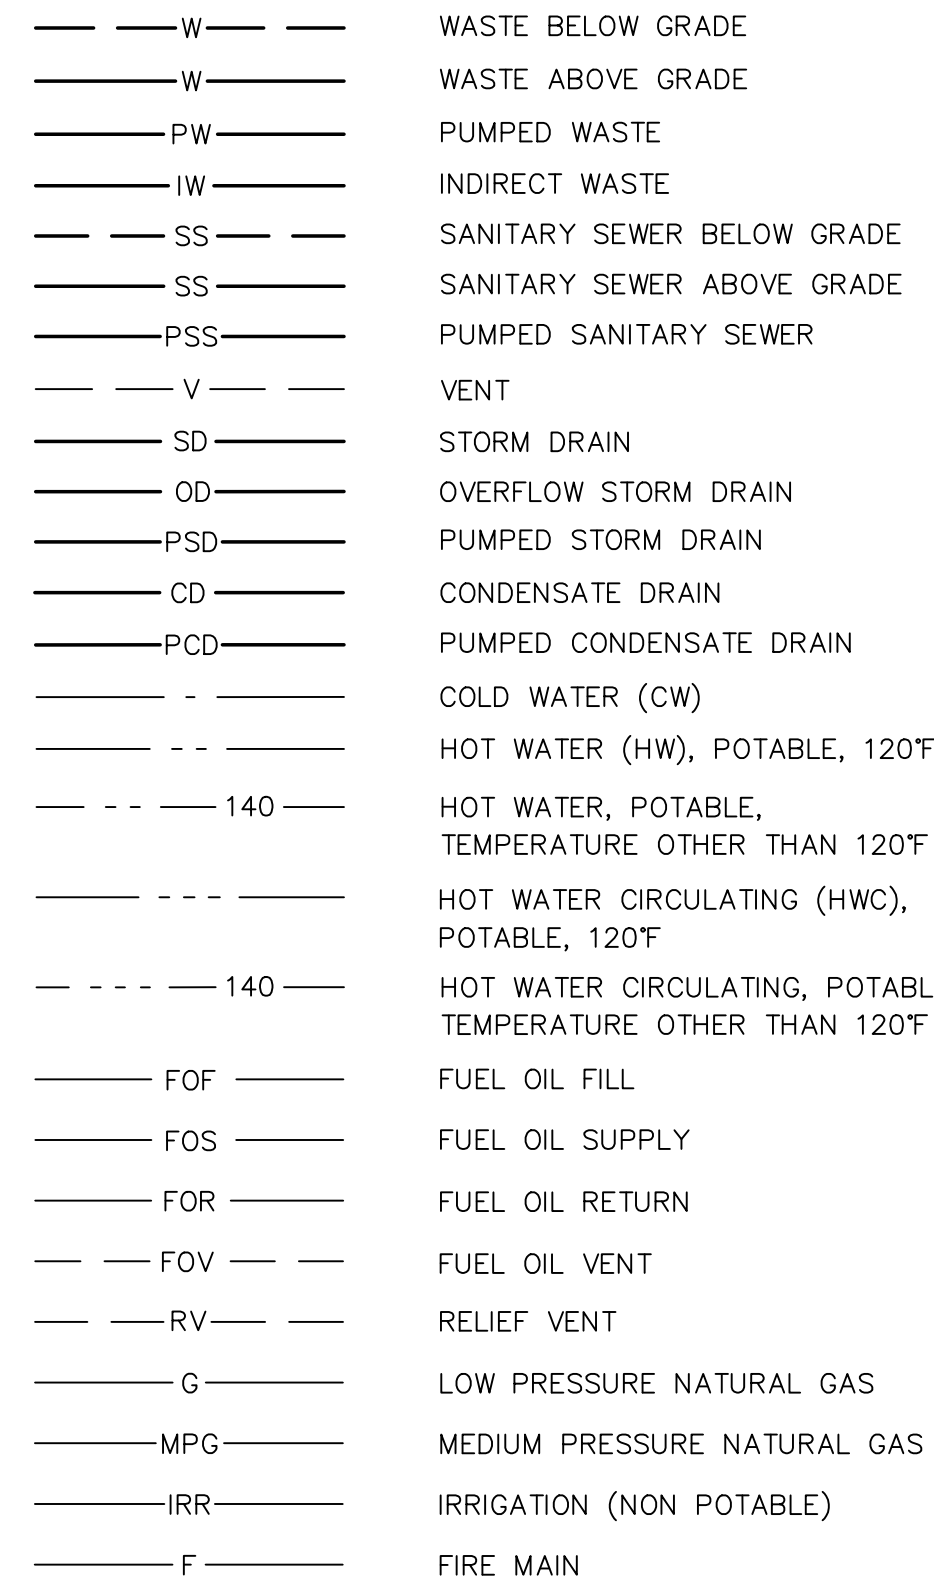 W WASTE BELOW GRADE
W WASTE ABOVE GRADE
PW PUMPED WASTE
IW INDIRECT WASTE
SS SANITARY SEWER BELOW GRADE
SS SANITARY SEWER ABOVE GRADE
PSS PUMPED SANITARY SEWER
V VENT
SD STORM DRAIN
OD OVERFLOW STORM DRAIN
PSD PUMPED STORM DRAIN
CD CONDENSATE DRAIN
PCD PUMPED CONDENSATE DRAIN
COLD WATER (CW)
HOT WATER (HW), POTABLE, 120°F
140 HOT WATER, POTABLE,
TEMPERATURE OTHER THAN 120°F
HOT WATER CIRCULATING (HWC),
POTABLE, 120°F
140 HOT WATER CIRCULATING, POTABL
TEMPERATURE OTHER THAN 120°F
FOF FUEL OIL FILL
FOS FUEL OIL SUPPLY
FOR FUEL OIL RETURN
FOV FUEL OIL VENT
RV RELIEF VENT
G LOW PRESSURE NATURAL GAS
MPG MEDIUM PRESSURE NATURAL GAS
IRR IRRIGATION (NON POTABLE)
F FIRE MAIN